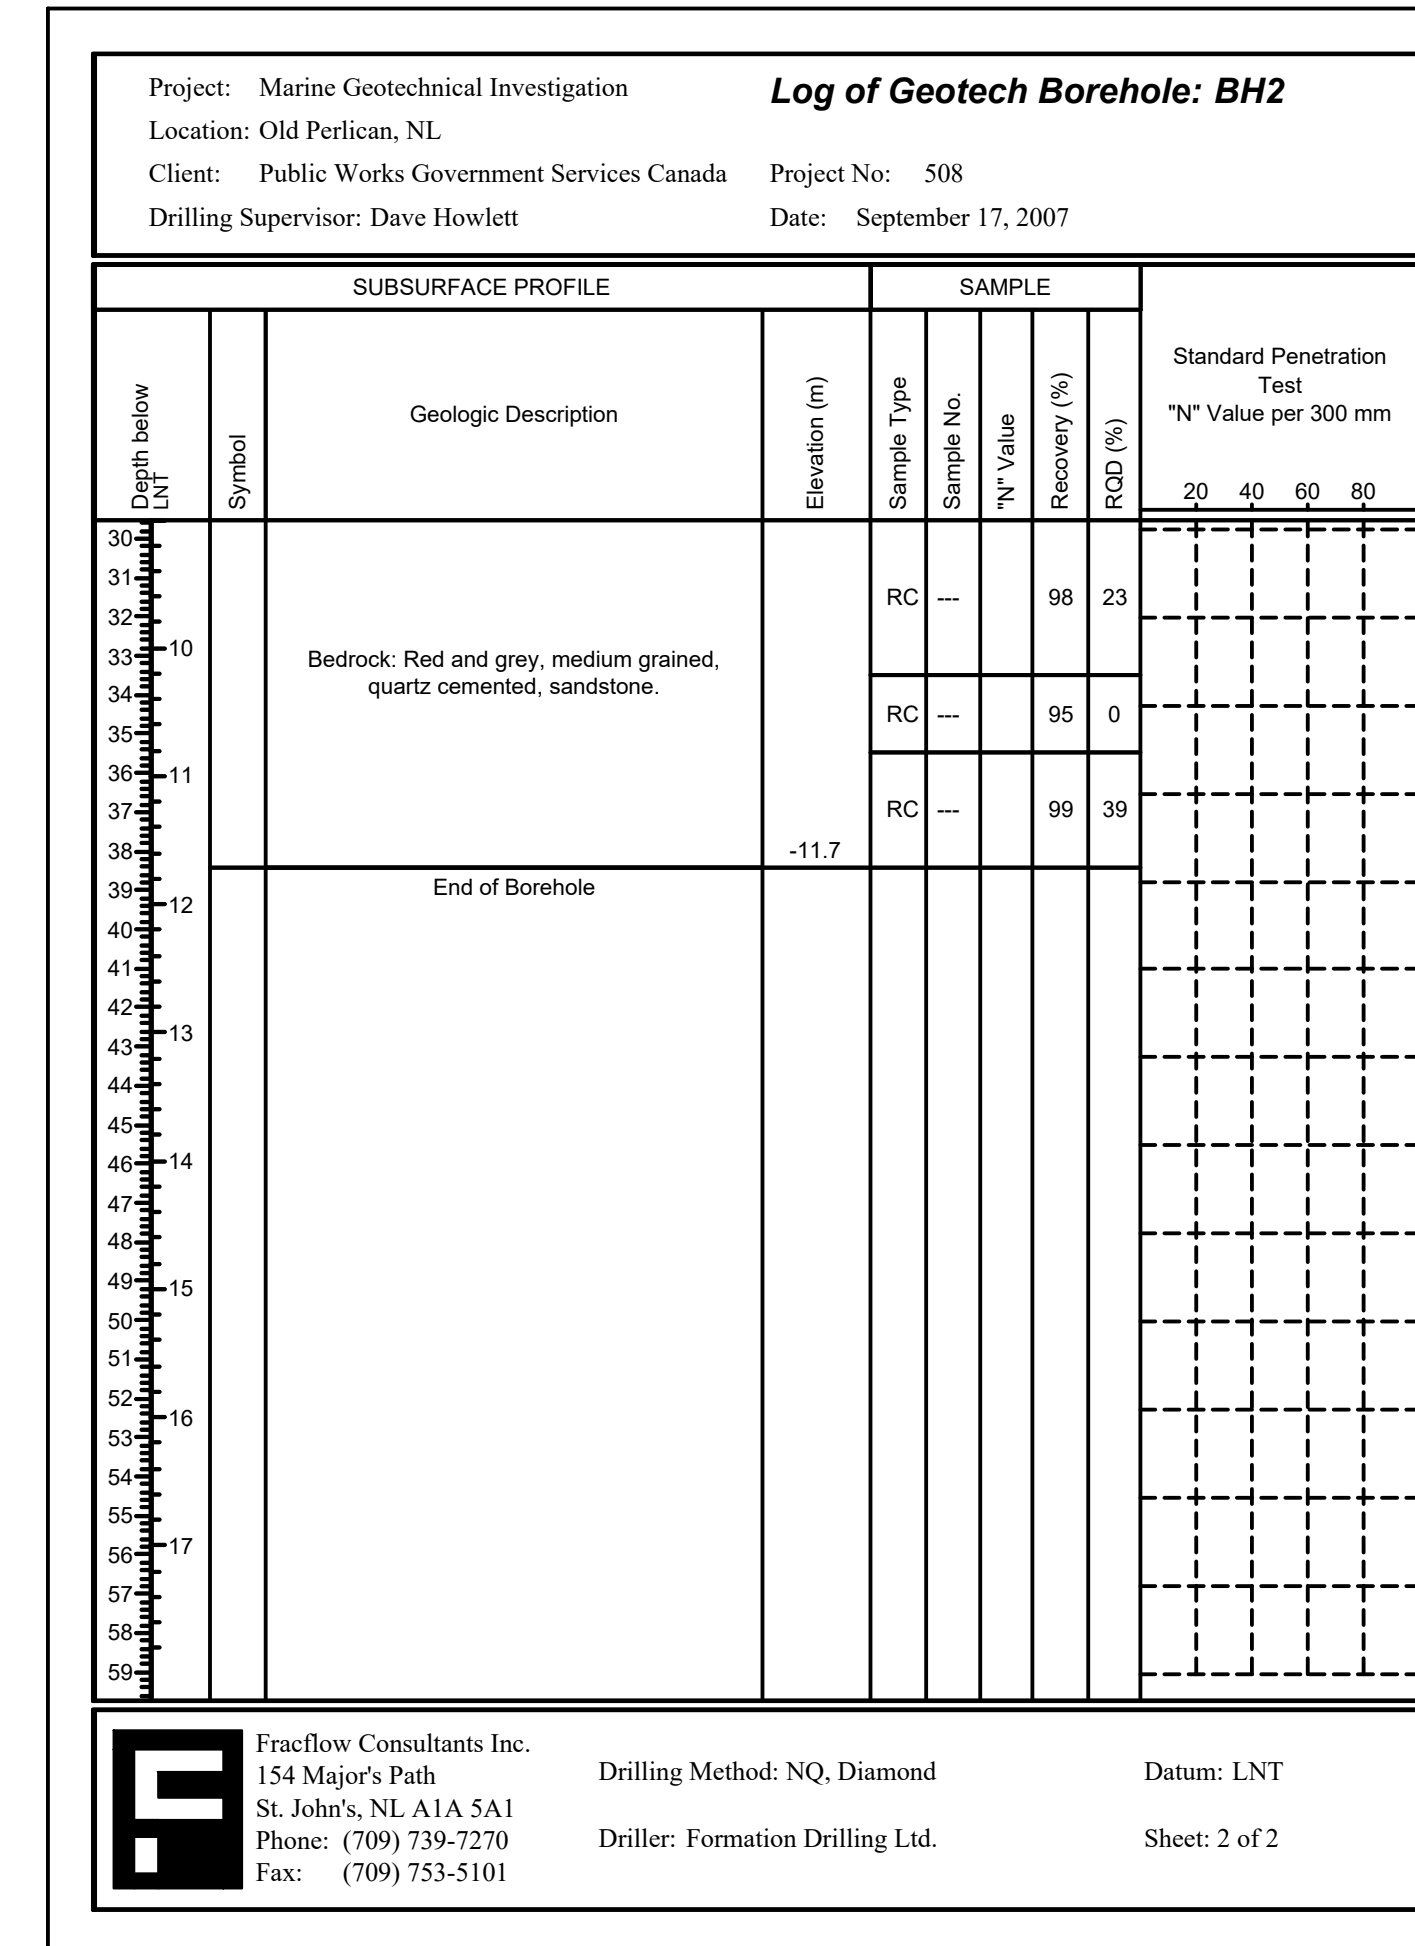 Project: Marine Geotechnical Investigation
Log of Geotech Borehole: BH2
Location: Old Perlican, NL
Client: Public Works Government Services Canada
Project No: 508
Drilling Supervisor: Dave Howlett
Date: September 17, 2007
SUBSURFACE PROFILE
SAMPLE
Depth below
LNT
Symbol
Geologic Description
Elevation (m)
Sample Type
Sample No.
"N" Value
Recovery (%)
RQD (%)
Standard Penetration
Test
"N" Value per 300 mm
20 40 60 80
30
31
RC --- 98 23
32
10
33
Bedrock: Red and grey, medium grained,
quartz cemented, sandstone.
34
RC --- 95 0
35
36
11
37
RC --- 99 39
38
-11.7
End of Borehole
39
12
40
41
42
13
43
44
45
46
14
47
48
49
15
50
51
52
16
53
54
55
17
56
57
58
59
Fracflow Consultants Inc.
154 Major's Path
St. John's, NL A1A 5A1
Phone: (709) 739-7270
Fax: (709) 753-5101
Drilling Method: NQ, Diamond
Driller: Formation Drilling Ltd.
Datum: LNT
Sheet: 2 of 2